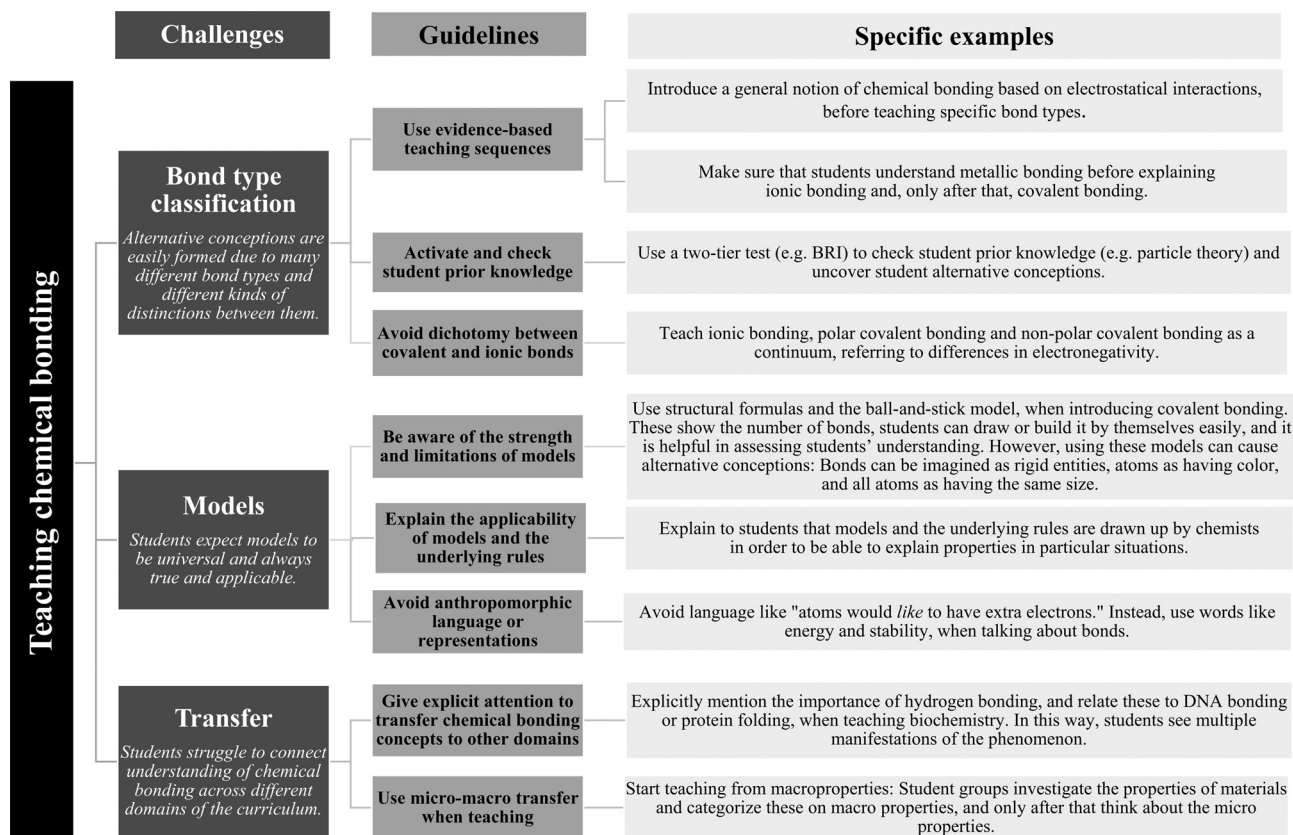 Challenges
Guidelines
Specific examples
Teaching chemical bonding
Bond type
classification
Alternative conceptions are
easily formed due to many
different bond types and
different kinds of
distinctions between them.
Use evidence-based
teaching sequences
Introduce a general notion of chemical bonding based on electrostatical interactions,
before teaching specific bond types.
Make sure that students understand metallic bonding before explaining
ionic bonding and, only after that, covalent bonding.
Activate and check
student prior knowledge
Use a two-tier test (e.g. BRI) to check student prior knowledge (e.g. particle theory) and
uncover student alternative conceptions.
Avoid dichotomy between
covalent and ionic bonds
Teach ionic bonding, polar covalent bonding and non-polar covalent bonding as a
continuum, referring to differences in electronegativity.
Models
Students expect models to
be universal and always
true and applicable.
Be aware of the strength
and limitations of models
Use structural formulas and the ball-and-stick model, when introducing covalent bonding.
These show the number of bonds, students can draw or build it by themselves easily, and it
is helpful in assessing students' understanding. However, using these models can cause
alternative conceptions: Bonds can be imagined as rigid entities, atoms as having color,
and all atoms as having the same size.
Explain the applicability
of models and the
underlying rules
Explain to students that models and the underlying rules are drawn up by chemists
in order to be able to explain properties in particular situations.
Avoid anthropomorphic
language or
representations
Avoid language like "atoms would like to have extra electrons." Instead, use words like
energy and stability, when talking about bonds.
Transfer
Students struggle to connect
understanding of chemical
bonding across different
domains of the curriculum.
Give explicit attention to
transfer chemical bonding
concepts to other domains
Explicitly mention the importance of hydrogen bonding, and relate these to DNA bonding
or protein folding, when teaching biochemistry. In this way, students see multiple
manifestations of the phenomenon.
Use micro-macro transfer
when teaching
Start teaching from macroproperties: Student groups investigate the properties of materials
and categorize these on macro properties, and only after that think about the micro
properties.